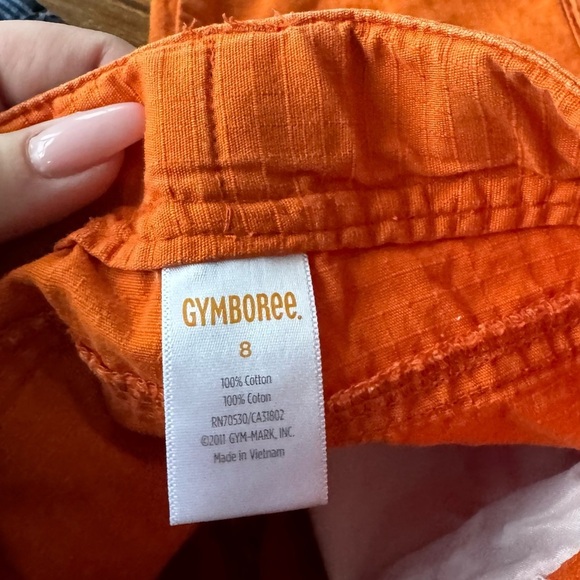 GYMBOREE.
8
100% Cotton
100% Coton
RN70530/CA31802
©2011 GYM-MARK, INC.
Made in Vietnam